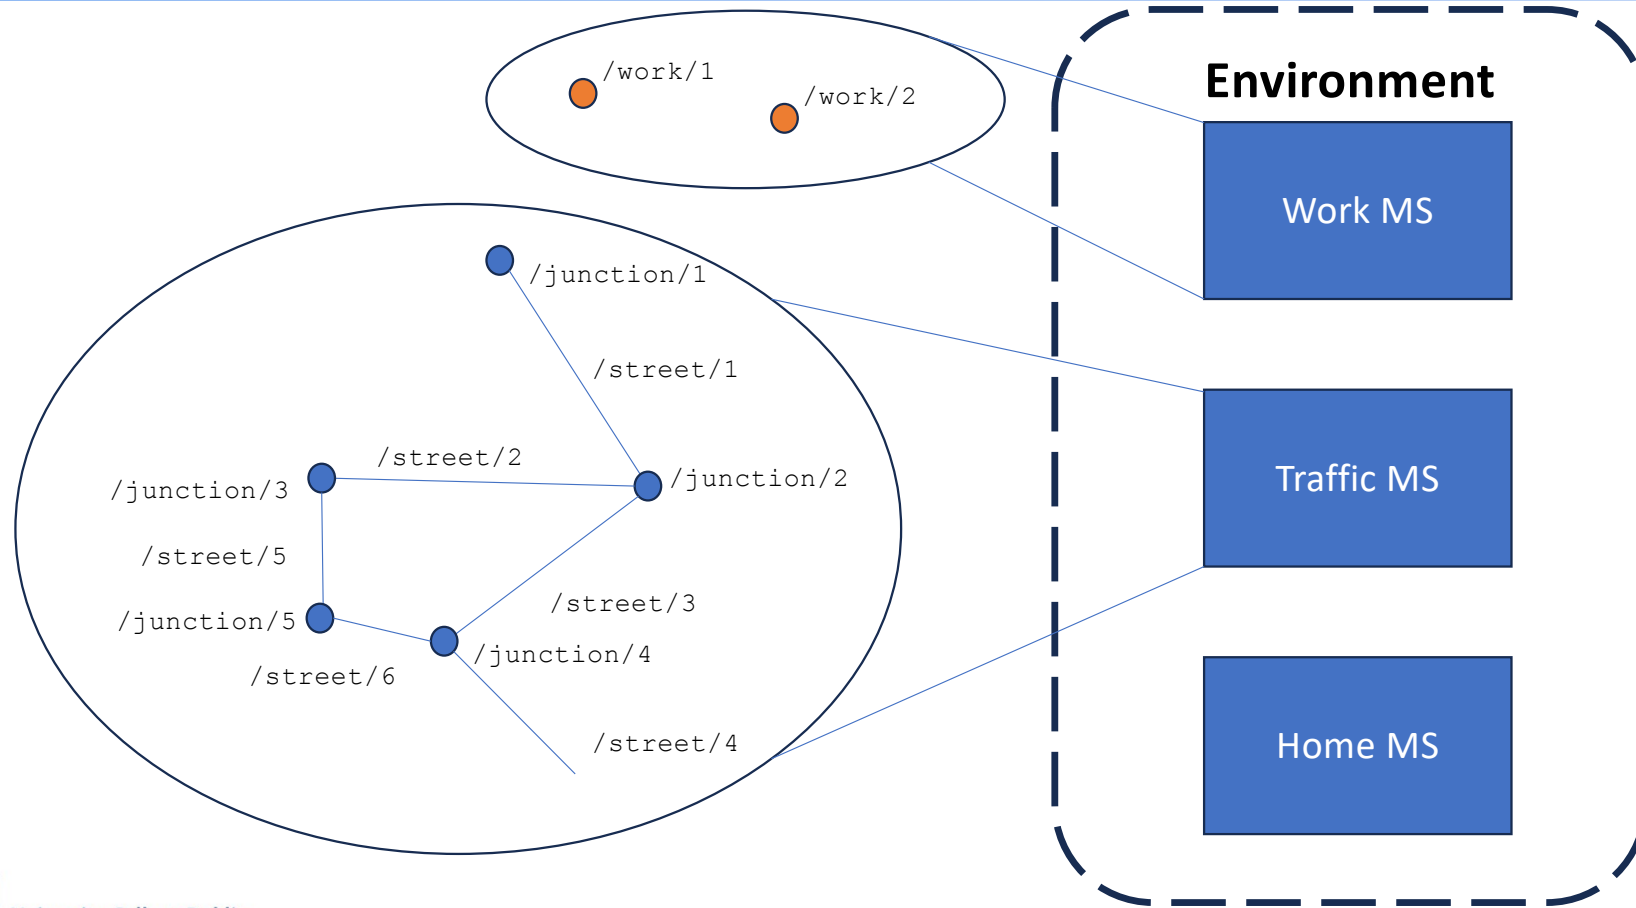 /work/1
/work/2
Environment
Work MS
/junction/1
/street/1
/street/2
/junction/2
/junction/3
Traffic MS
/street/5
/street/3
/junction/5
/junction/4
/street/6
/street/4
Home MS